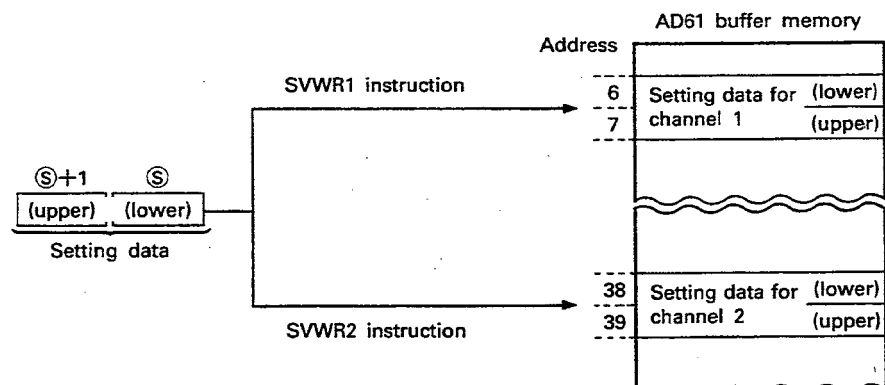 AD61 buffer memory
Address
SVWR1 instruction
6 Setting data for (lower)
7 channel 1 (upper)
Ⓢ+1 Ⓢ
(upper) (lower)
Setting data
38 Setting data for (lower)
39 channel 2 (upper)
SVWR2 instruction